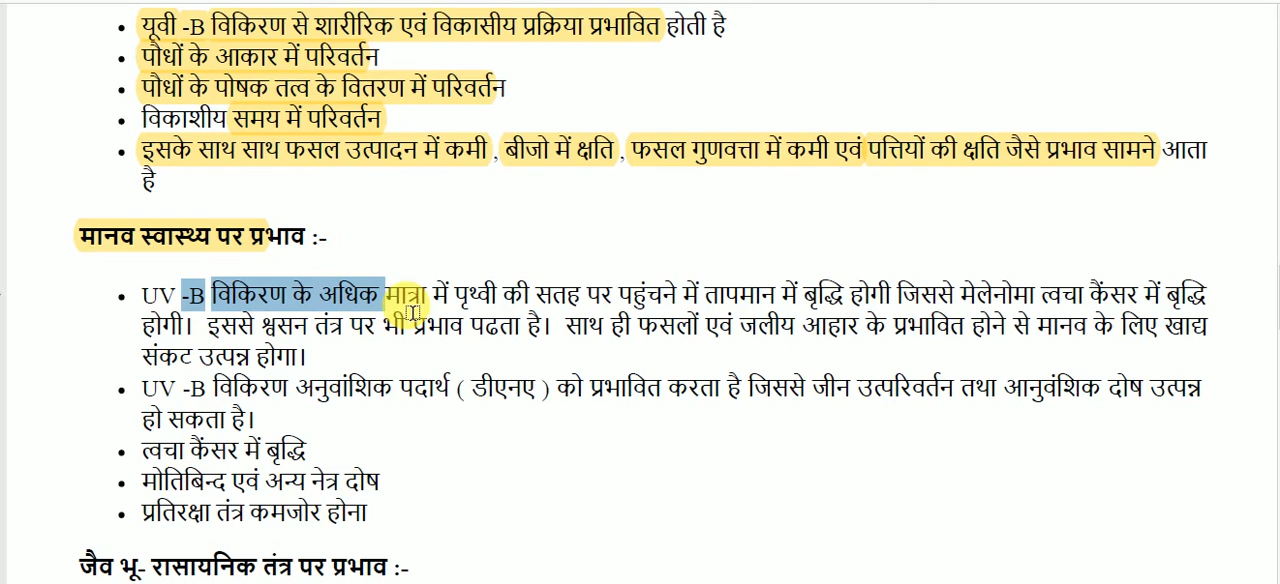 • यूवी -B विकिरण से शारीरिक एवं विकासीय प्रक्रिया प्रभावित होती है
• पौधों के आकार में परिवर्तन
• पौधों के पोषक तत्व के वितरण में परिवर्तन
• विकाशीय समय में परिवर्तन
• इसके साथ साथ फसल उत्पादन में कमी , बीजो में क्षति , फसल गुणवत्ता में कमी एवं पत्तियों की क्षति जैसे प्रभाव सामने आता
है
मानव स्वास्थ्य पर प्रभाव :-
• UV -B विकिरण के अधिक मात्रा में पृथ्वी की सतह पर पहुंचने में तापमान में बृद्धि होगी जिससे मेलेनोमा त्वचा कैंसर में बृद्धि
होगी। इससे श्वसन तंत्र पर भी प्रभाव पढता है। साथ ही फसलों एवं जलीय आहार के प्रभावित होने से मानव के लिए खाद्य
संकट उत्पन्न होगा।
• UV -B विकिरण अनुवांशिक पदार्थ ( डीएनए ) को प्रभावित करता है जिससे जीन उत्परिवर्तन तथा आनुवंशिक दोष उत्पन्न
हो सकता है।
• त्वचा कैंसर में बृद्धि
• मोतिबिन्द एवं अन्य नेत्र दोष
• प्रतिरक्षा तंत्र कमजोर होना
जैव भू- रासायनिक तंत्र पर प्रभाव :-